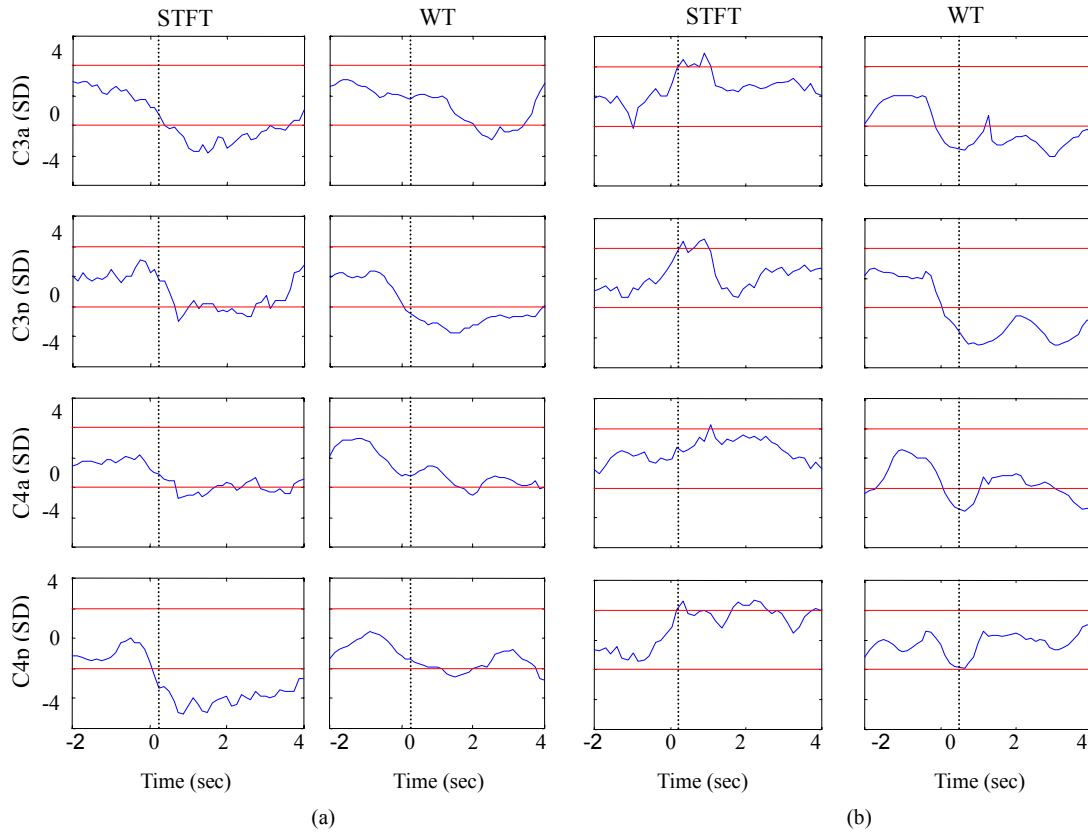 STFT WT STFT WT
C3a (SD)
4
0
-4
C3p (SD)
4
0
-4
C4a (SD)
4
0
-4
C4p (SD)
4
0
-4
-2 0 2 4 -2 0 2 4 -2 0 2 4 -2 0 2 4
Time (sec) Time (sec) Time (sec) Time (sec)
(a) (b)